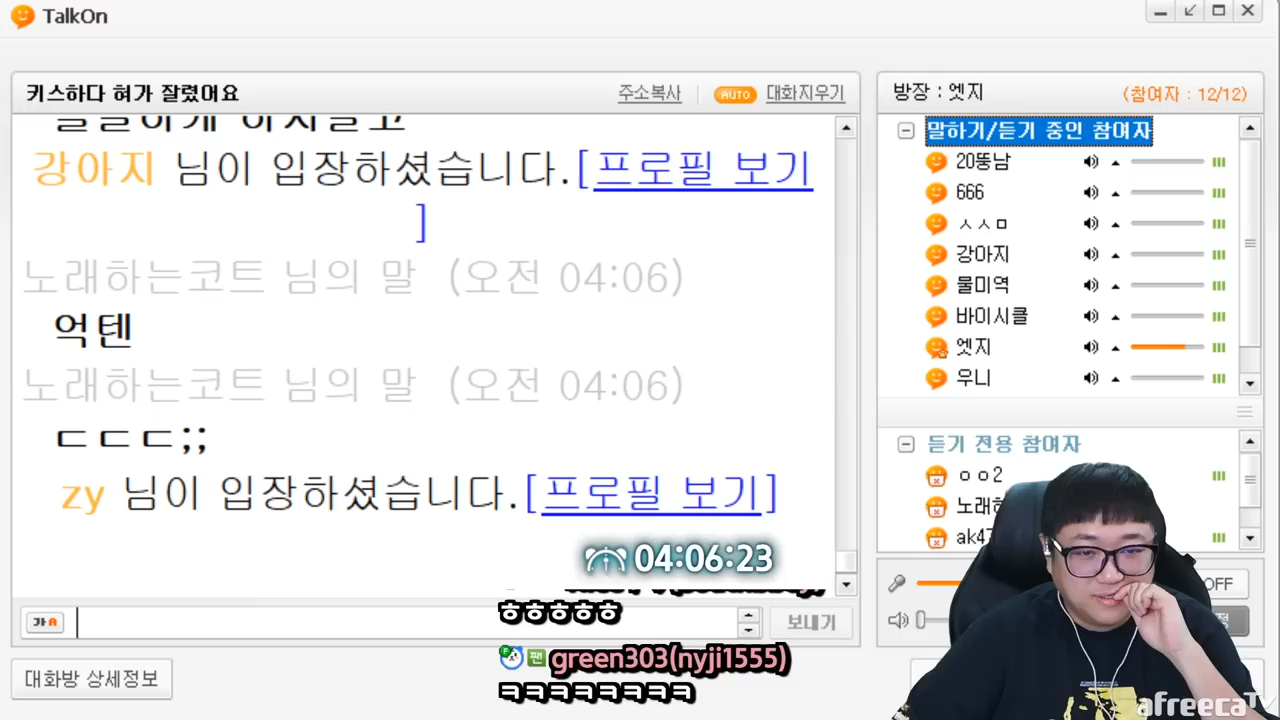 TalkOn
키스하다 혀가 잘렸어요
주소복사
AUTO 대화지우기
강아지 님이 입장하셨습니다.[프로필 보기
]
노래하는코트 님의 말 (오전 04:06)
억텐
노래하는코트 님의 말 (오전 04:06)
ㄷㄷㄷ;;
zy 님이 입장하셨습니다.[프로필 보기]
04:06:23
ㅎㅎㅎㅎㅎ
가A
보내기
green303(nyji1555)
ㅋㅋㅋㅋㅋㅋㅋㅋ
대화방 상세정보
방장 : 엣지
(참여자 : 12/12)
말하기/듣기 중인 참여자
20똥남
666
ㅅㅅㅁ
강아지
물미역
바이시클
엣지
우니
듣기 전용 참여자
ㅇㅇ2
ak47
OFF
afreecaTV